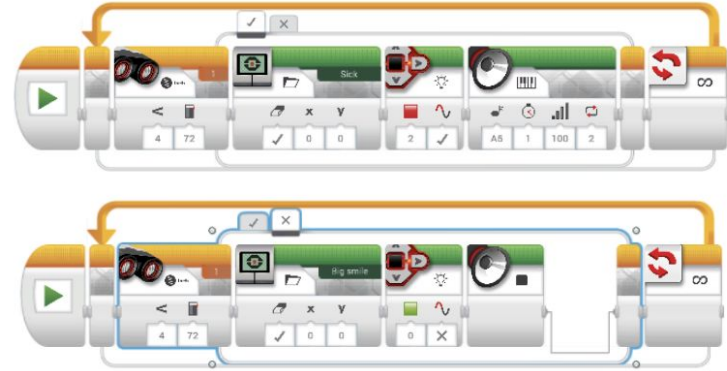 1 Sick ∞
< x y
4 72 ✓ 0 0 2 ✓ A5 1 100 2
1 Big smile ∞
< x y
4 72 ✓ 0 0 0 X